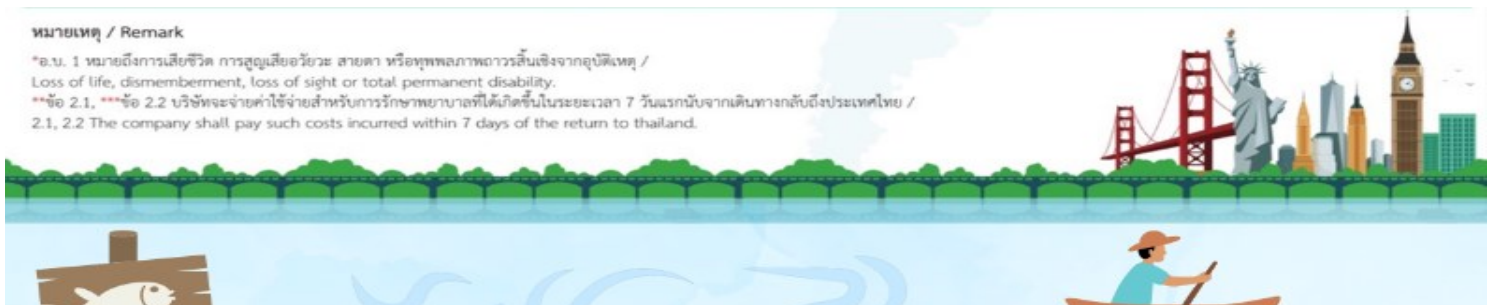 หมายเหตุ / Remark
*อ.บ. 1 หมายถึงการเสียชีวิต การสูญเสียอวัยวะ สายตา หรือทุพพลภาพถาวรสิ้นเชิงจากอุบัติเหตุ /
Loss of life, dismemberment, loss of sight or total permanent disability.
**ข้อ 2.1, ***ข้อ 2.2 บริษัทจะจ่ายค่าใช้จ่ายสำหรับการรักษาพยาบาลที่ได้เกิดขึ้นในระยะเวลา 7 วันแรกนับจากเดินทางกลับถึงประเทศไทย /
2.1, 2.2 The company shall pay such costs incurred within 7 days of the return to thailand.